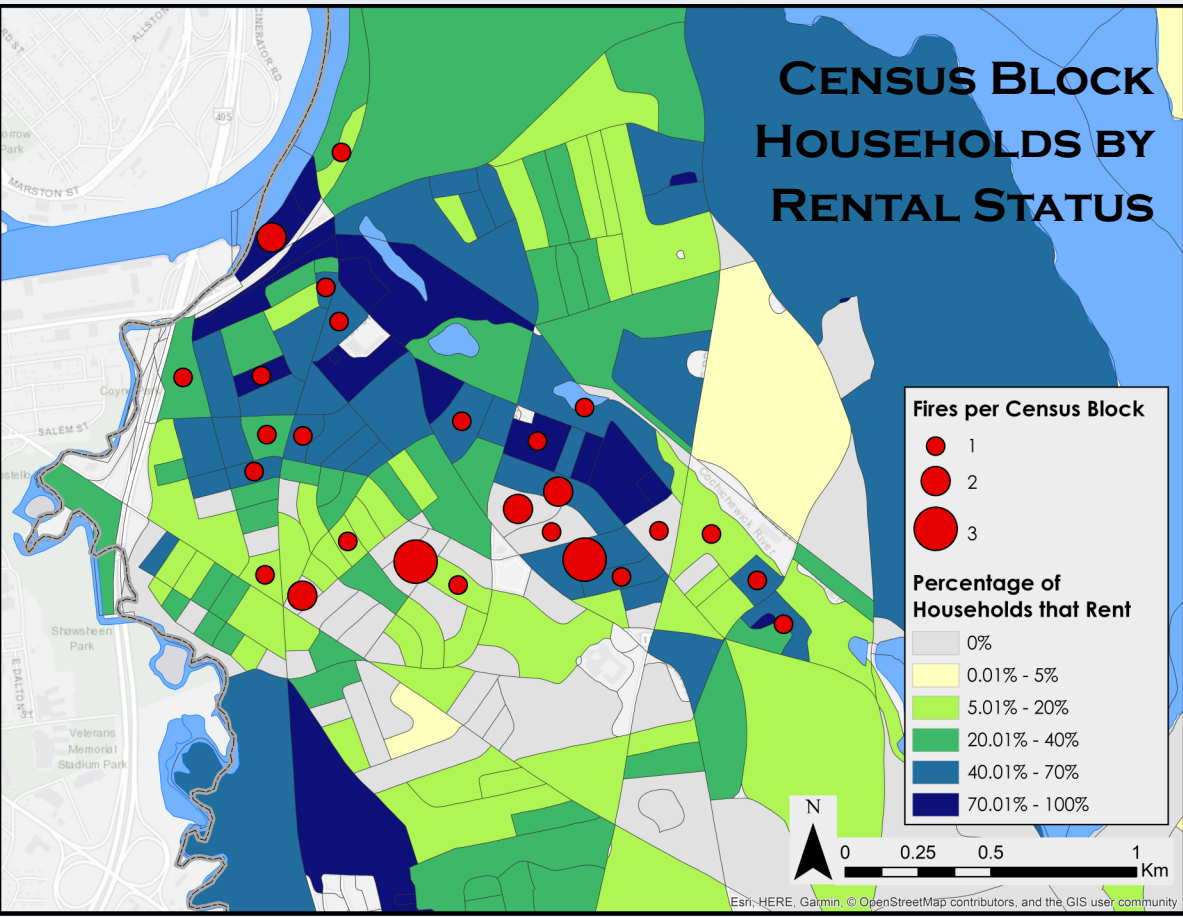 CENSUS BLOCK
HOUSEHOLDS BY
RENTAL STATUS
ALLSTON
495
MARSTON ST
Park
SALEM ST
Cochichewick River
Shawsheen
Park
Veterans
Memorial
Stadium Park
Fires per Census Block
1
2
3
Percentage of
Households that Rent
0%
0.01% - 5%
5.01% - 20%
20.01% - 40%
40.01% - 70%
70.01% - 100%
N
0 0.25 0.5 1
Km
Esri, HERE, Garmin, © OpenStreetMap contributors, and the GIS user community